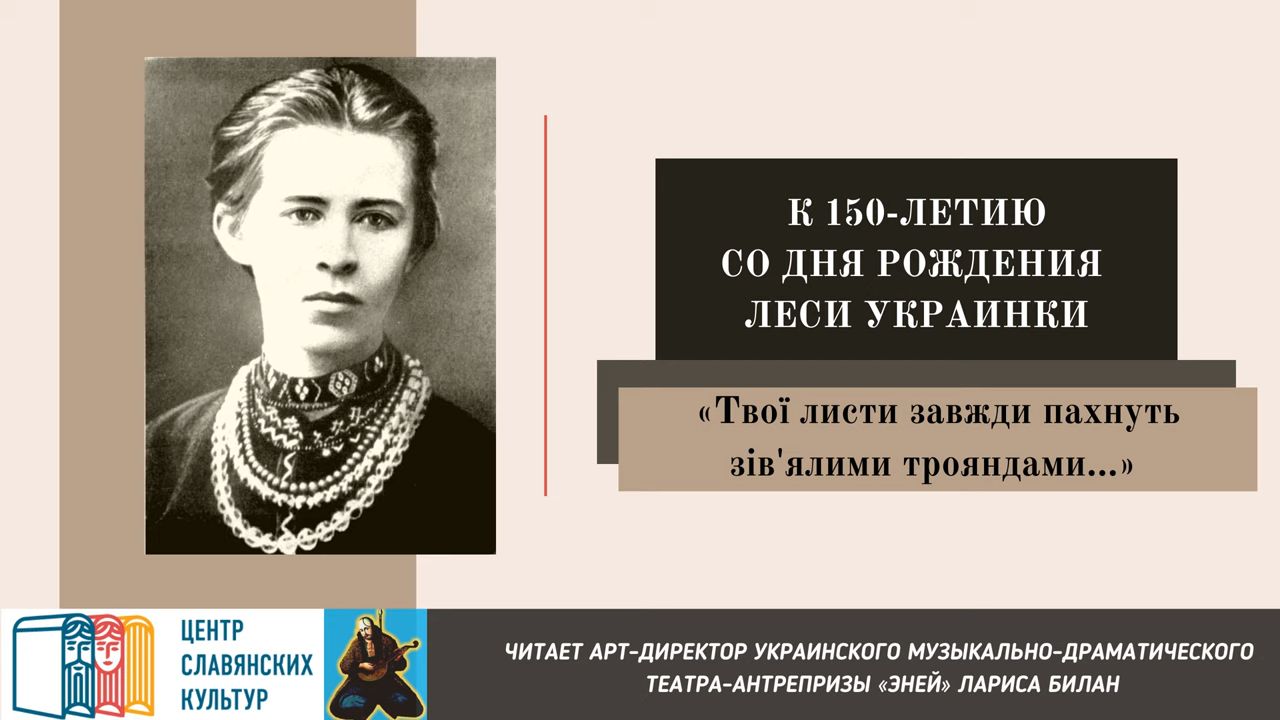 К 150-ЛЕТИЮ
СО ДНЯ РОЖДЕНИЯ
ЛЕСИ УКРАИНКИ
«Твої листи завжди пахнуть
зів'ялими трояндами...»
ЦЕНТР
СЛАВЯНСКИХ
КУЛЬТУР
ЧИТАЕТ АРТ-ДИРЕКТОР УКРАИНСКОГО МУЗЫКАЛЬНО-ДРАМАТИЧЕСКОГО
ТЕАТРА-АНТРЕПРИЗЫ «ЭНЕЙ» ЛАРИСА БИЛАН